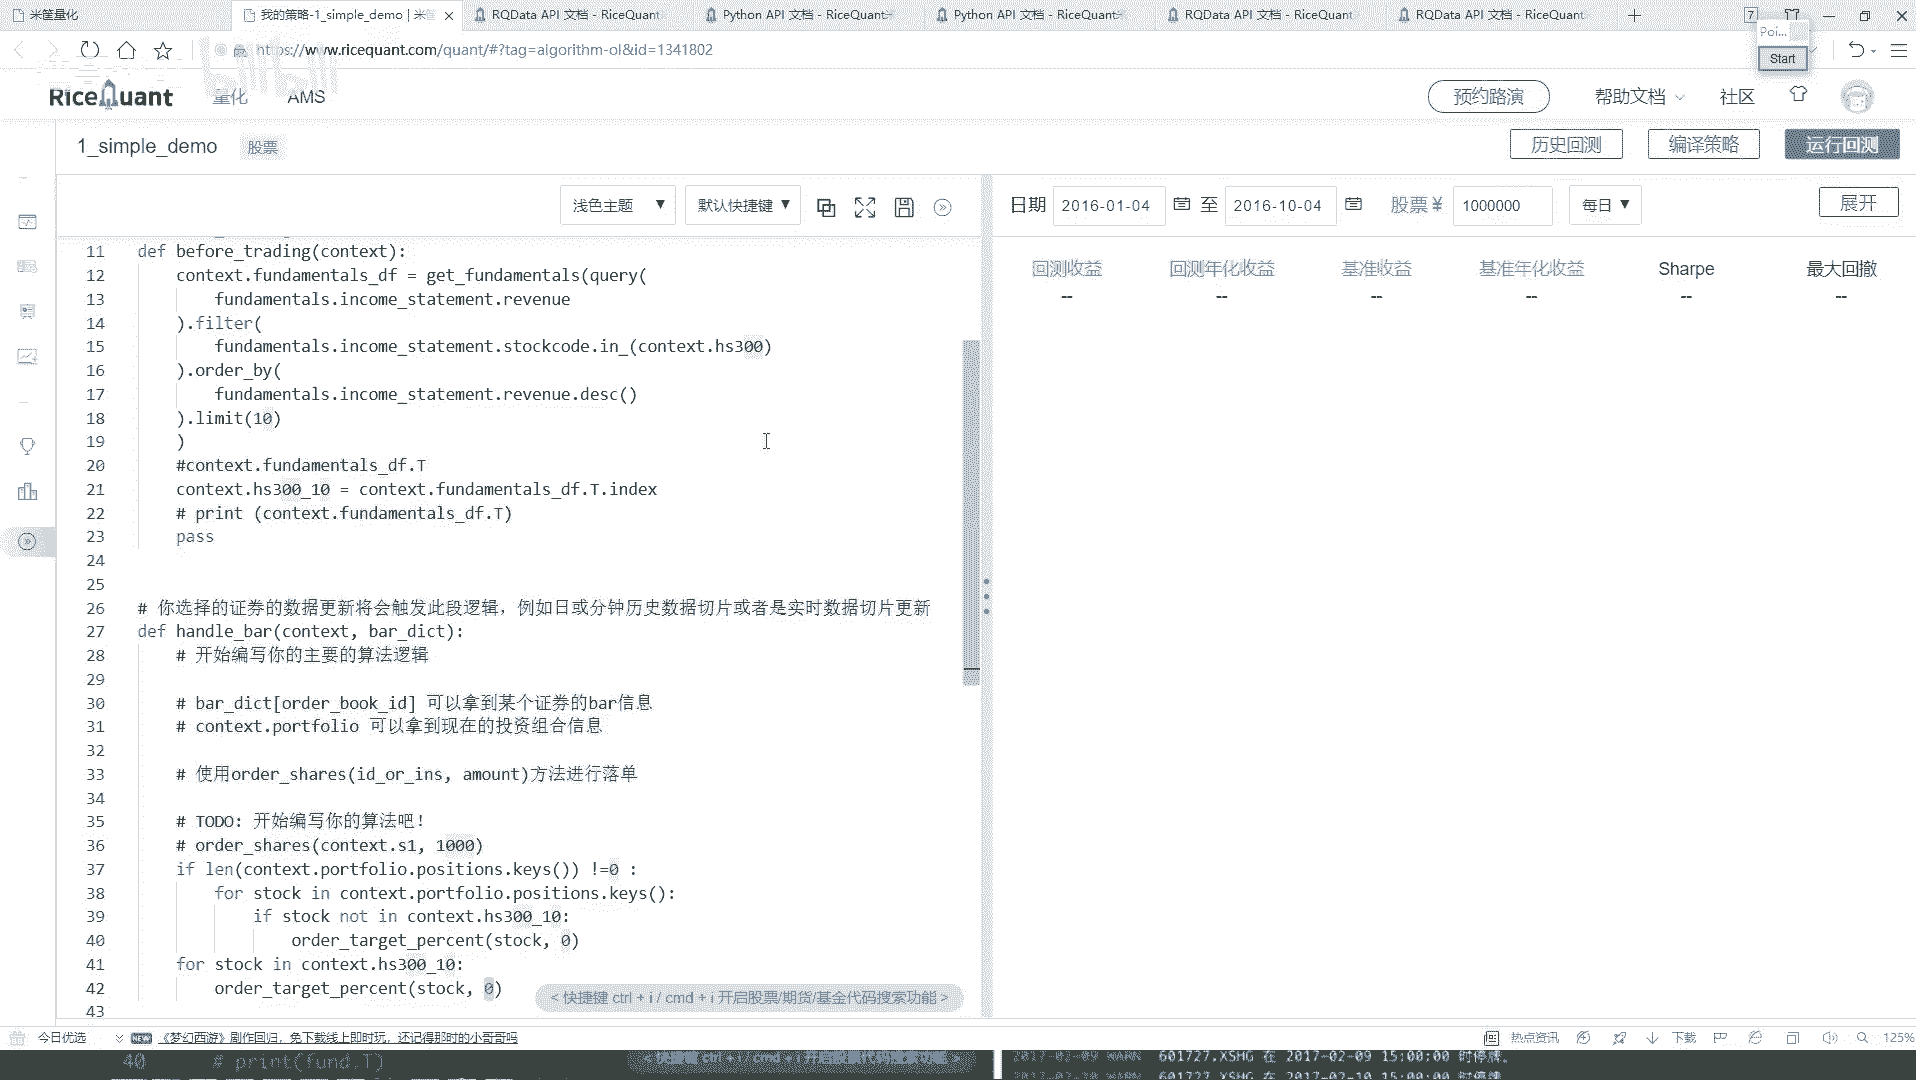 米筐量化
我的策略-1_simple_demo | 米筐
RQData API 文档 - RiceQuant
Python API 文档 - RiceQuant
Python API 文档 - RiceQuant
RQData API 文档 - RiceQuant
RQData API 文档 - RiceQuant
7
Poi...
Start
https://www.ricequant.com/quant/#?tag=algorithm-ol&id=1341802
bilibili
RiceQuant
量化
AMS
预约路演
帮助文档
社区
1_simple_demo
股票
历史回测
编译策略
运行回测
浅色主题 ▼
默认快捷键 ▼
日期 2016-01-04 至 2016-10-04 股票 ¥ 1000000 每日 ▼
展开
回测收益 回测年化收益 基准收益 基准年化收益 Sharpe 最大回撤
-- -- -- -- -- --
11 def before_trading(context):
12 context.fundamentals_df = get_fundamentals(query(
13 fundamentals.income_statement.revenue
14 ).filter(
15 fundamentals.income_statement.stockcode.in_(context.hs300)
16 ).order_by(
17 fundamentals.income_statement.revenue.desc()
18 ).limit(10)
19 )
20 #context.fundamentals_df.T
21 context.hs300_10 = context.fundamentals_df.T.index
22 # print (context.fundamentals_df.T)
23 pass
24
25
26 # 你选择的证券的数据更新将会触发此段逻辑，例如日或分钟历史数据切片或者是实时数据切片更新
27 def handle_bar(context, bar_dict):
28 # 开始编写你的主要的算法逻辑
29
30 # bar_dict[order_book_id] 可以拿到某个证券的bar信息
31 # context.portfolio 可以拿到现在的投资组合信息
32
33 # 使用order_shares(id_or_ins, amount)方法进行落单
34
35 # TODO: 开始编写你的算法吧！
36 # order_shares(context.s1, 1000)
37 if len(context.portfolio.positions.keys()) !=0 :
38 for stock in context.portfolio.positions.keys():
39 if stock not in context.hs300_10:
40 order_target_percent(stock, 0)
41 for stock in context.hs300_10:
42 order_target_percent(stock, 0)
43
< 快捷键 ctrl + i / cmd + i 开启股票/期货/基金代码搜索功能 >
今日优选
NEW 《梦幻西游》剧作回归，免下载线上即时玩，还记得那时的小哥哥吗
热点资讯
下载
125%
40 # print(fund.T)
2017-02-09 WARN 601727.XSHG 在 2017-02-09 15:00:00 时停牌。
2017-02-10 WARN 601727.XSHG 在 2017-02-10 15:00:00 时停牌。